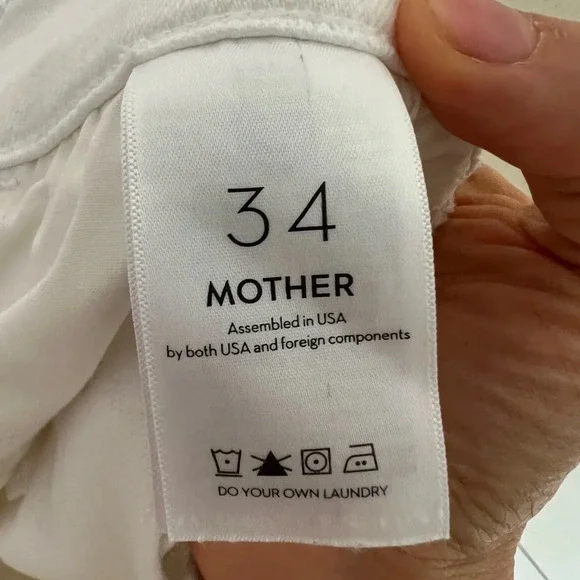 34
MOTHER
Assembled in USA
by both USA and foreign components
DO YOUR OWN LAUNDRY